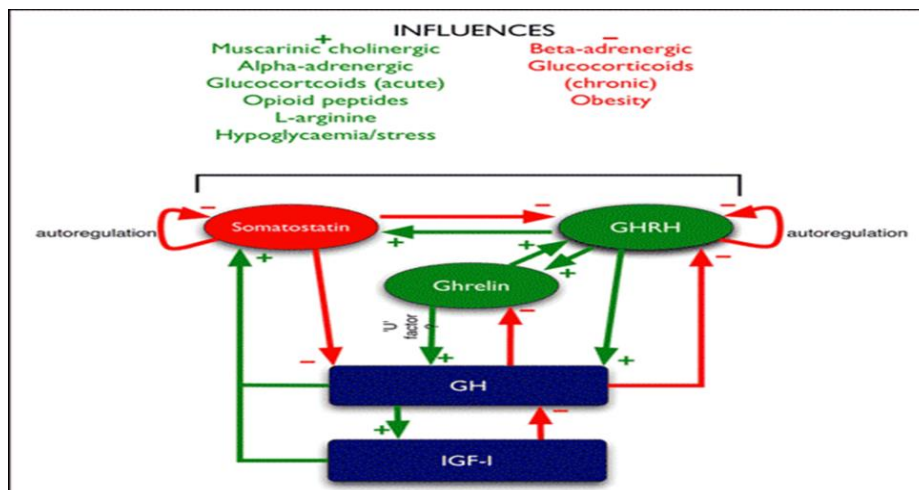 INFLUENCES
+
Muscarinic cholinergic
Alpha-adrenergic
Glucocortcoids (acute)
Opioid peptides
L-arginine
Hypoglycaemia/stress
−
Beta-adrenergic
Glucocorticoids
(chronic)
Obesity
− Somatostatin − GHRH −
autoregulation + + autoregulation
+ + −
Ghrelin +
'U'
factor
?
−
− + +
GH
+ −
IGF-I